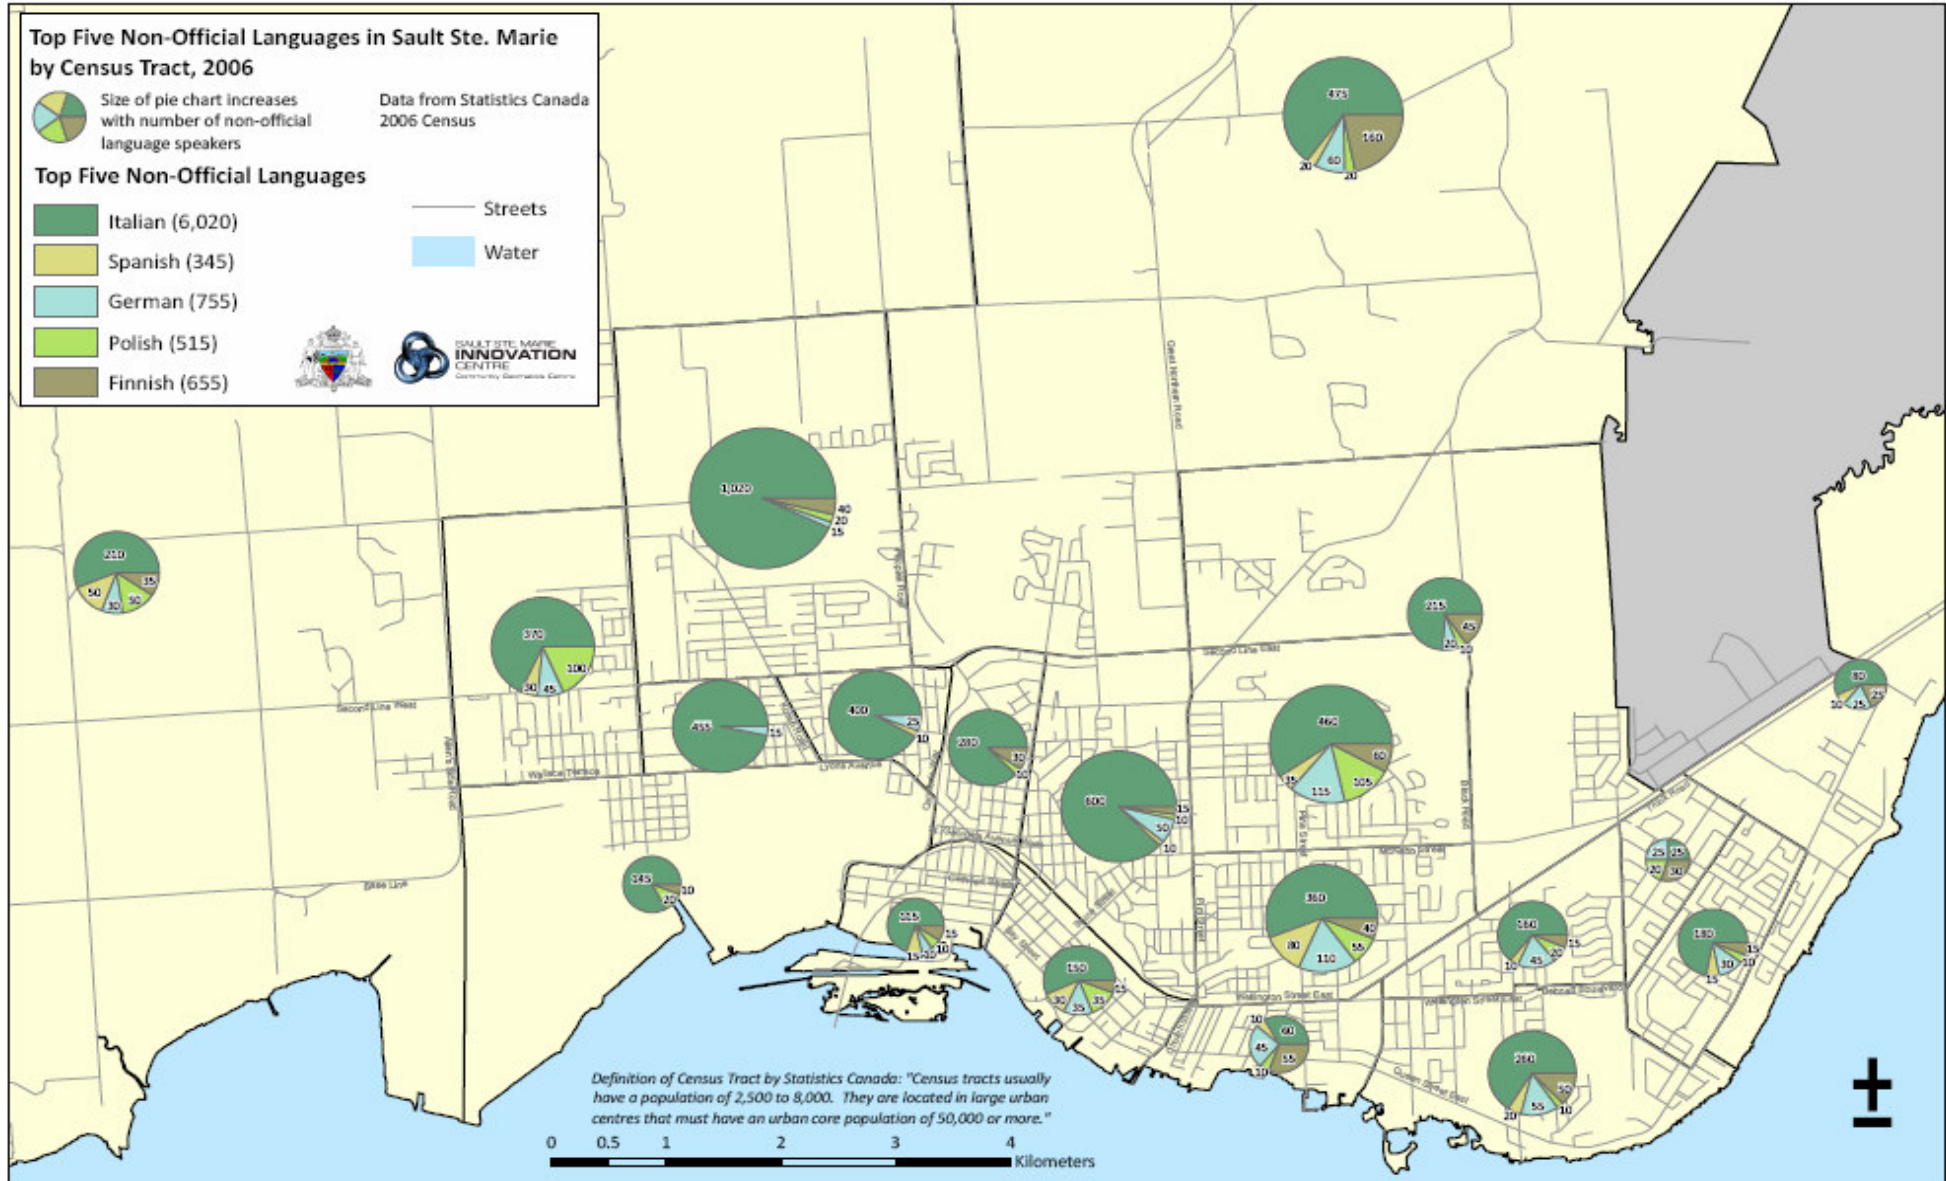 Top Five Non-Official Languages in Sault Ste. Marie
by Census Tract, 2006
Size of pie chart increases
with number of non-official
language speakers
Data from Statistics Canada
2006 Census
Top Five Non-Official Languages
Italian (6,020)
Spanish (345)
German (755)
Polish (515)
Finnish (655)
Streets
Water
SAULT STE. MARIE
INNOVATION
CENTRE
Community Geomatics Centre
475
160
20
60
20
Great Northern Road
1,020
40
20
15
210
35
50
30
50
370
100
30
45
215
45
20
10
Second Line East
Second Line West
80
25
10
25
455
15
400
25
10
280
30
10
460
60
35
115
105
600
15
10
50
10
Wallace Terrace
Lyons Avenue
Black Road
Pine Street
McNabb Street
Base Line
25
25
20
30
145
10
20
115
15
15
10
10
360
40
80
55
110
160
15
10
45
20
180
15
15
30
10
150
15
30
35
35
Bay Street
Wellington Street East
Wellington Street East
10
60
45
55
10
260
50
20
55
10
Queen Street East
Definition of Census Tract by Statistics Canada: "Census tracts usually
have a population of 2,500 to 8,000. They are located in large urban
centres that must have an urban core population of 50,000 or more."
0 0.5 1 2 3 4
Kilometers